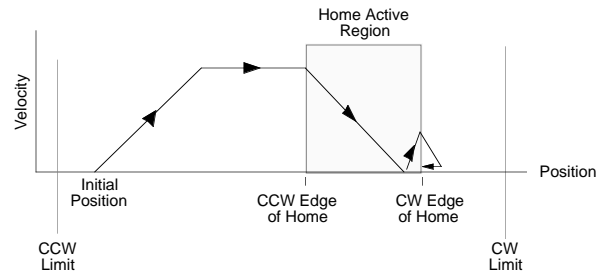 Home Active
Region
Velocity
Position
Initial
Position
CCW Edge
of Home
CW Edge
of Home
CCW
Limit
CW
Limit